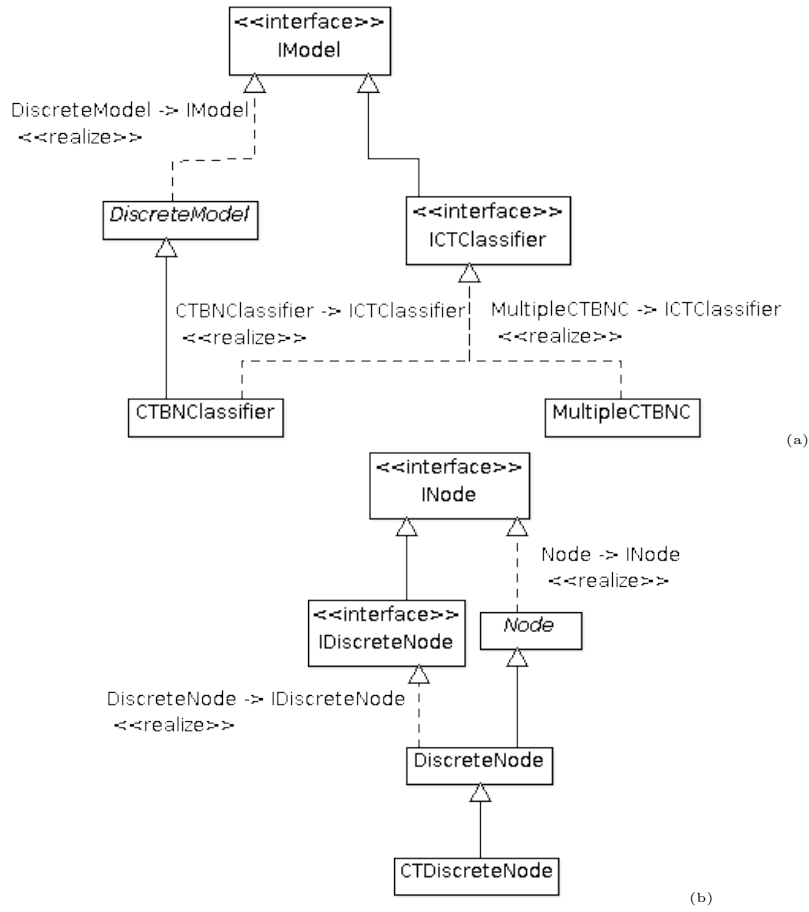 <<interface>>
IModel
DiscreteModel -> IModel
<<realize>>
DiscreteModel
<<interface>>
ICTClassifier
CTBNClassifier -> ICTClassifier
<<realize>>
MultipleCTBNC -> ICTClassifier
<<realize>>
CTBNClassifier
MultipleCTBNC
(a)
<<interface>>
INode
Node -> INode
<<realize>>
<<interface>>
IDiscreteNode
Node
DiscreteNode -> IDiscreteNode
<<realize>>
DiscreteNode
CTDiscreteNode
(b)